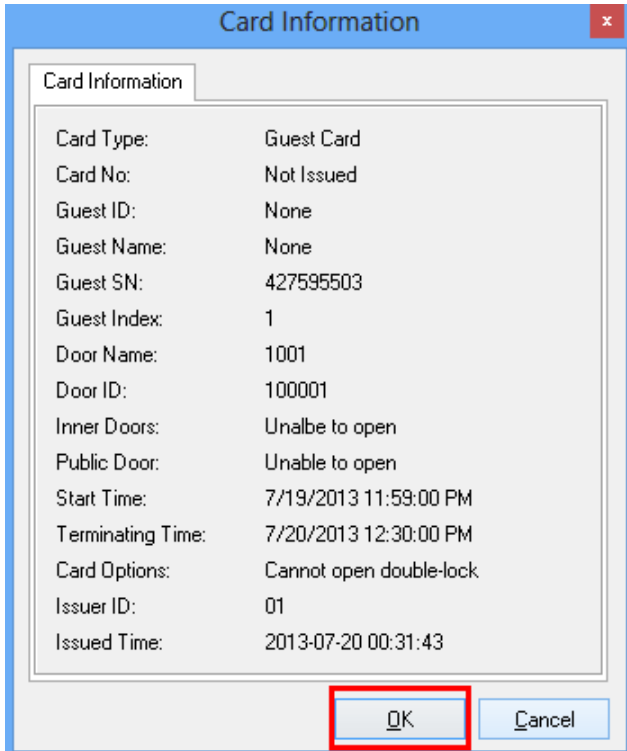 Card Information
x
Card Information
Card Type: Guest Card
Card No: Not Issued
Guest ID: None
Guest Name: None
Guest SN: 427595503
Guest Index: 1
Door Name: 1001
Door ID: 100001
Inner Doors: Unalbe to open
Public Door: Unable to open
Start Time: 7/19/2013 11:59:00 PM
Terminating Time: 7/20/2013 12:30:00 PM
Card Options: Cannot open double-lock
Issuer ID: 01
Issued Time: 2013-07-20 00:31:43
OK Cancel